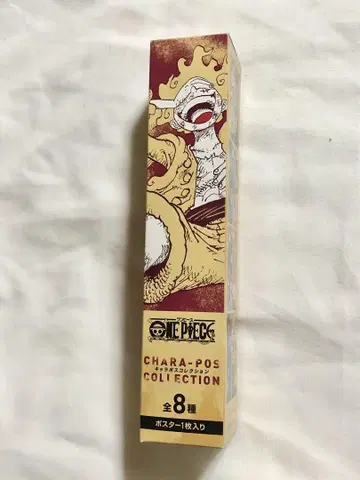 ワンピース
ONE PIECE
CHARA-POS
キャラポスコレクション
COLLECTION
全8種
ポスター1枚入り